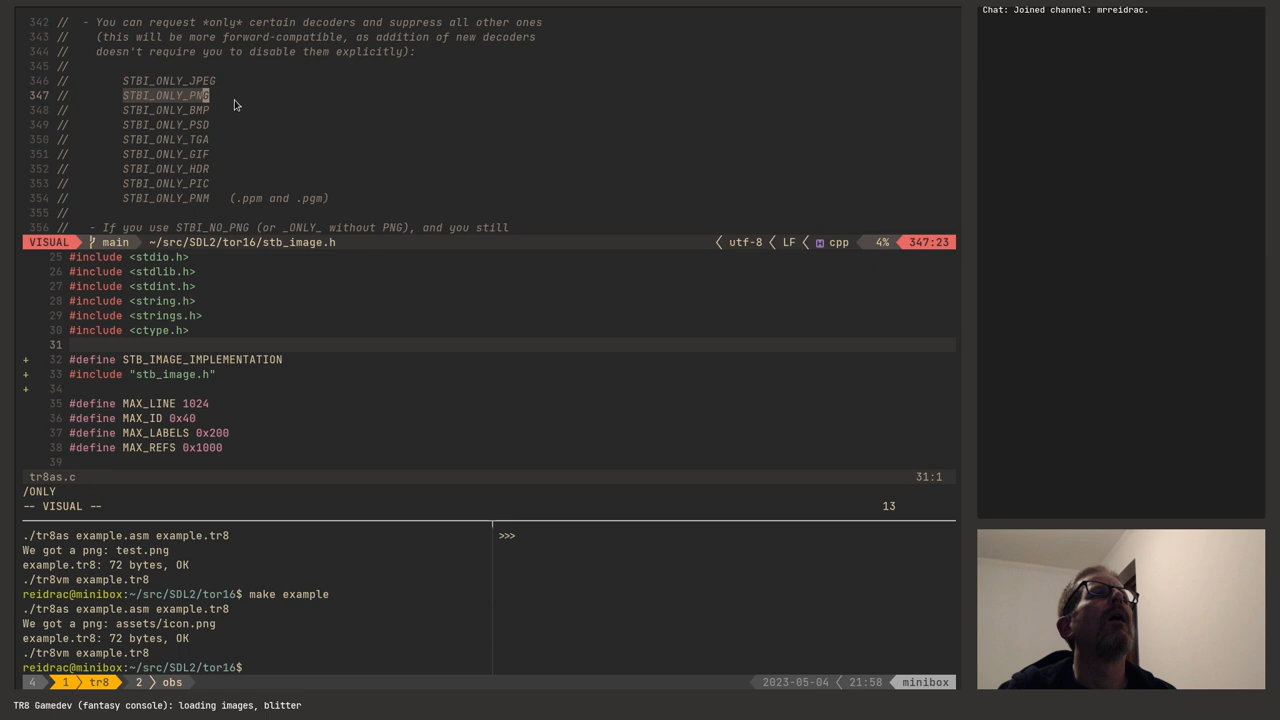 342 //  - You can request *only* certain decoders and suppress all other ones
343 //    (this will be more forward-compatible, as addition of new decoders
344 //    doesn't require you to disable them explicitly):
345 //
346 //        STBI_ONLY_JPEG
347 //        STBI_ONLY_PNG
348 //        STBI_ONLY_BMP
349 //        STBI_ONLY_PSD
350 //        STBI_ONLY_TGA
351 //        STBI_ONLY_GIF
352 //        STBI_ONLY_HDR
353 //        STBI_ONLY_PIC
354 //        STBI_ONLY_PNM   (.ppm and .pgm)
355 //
356 //   - If you use STBI_NO_PNG (or _ONLY_ without PNG), and you still
VISUAL main ~/src/SDL2/tor16/stb_image.h utf-8 LF cpp 4% 347:23
25 #include <stdio.h>
26 #include <stdlib.h>
27 #include <stdint.h>
28 #include <string.h>
29 #include <strings.h>
30 #include <ctype.h>
31
+ 32 #define STB_IMAGE_IMPLEMENTATION
+ 33 #include "stb_image.h"
+ 34
35 #define MAX_LINE 1024
36 #define MAX_ID 0x40
37 #define MAX_LABELS 0x200
38 #define MAX_REFS 0x1000
39
tr8as.c 31:1
/ONLY
-- VISUAL -- 13
./tr8as example.asm example.tr8
We got a png: test.png
example.tr8: 72 bytes, OK
./tr8vm example.tr8
reidrac@minibox:~/src/SDL2/tor16$ make example
./tr8as example.asm example.tr8
We got a png: assets/icon.png
example.tr8: 72 bytes, OK
./tr8vm example.tr8
reidrac@minibox:~/src/SDL2/tor16$
>>>
4 1 tr8 2 obs 2023-05-04 21:58 minibox
TR8 Gamedev (fantasy console): loading images, blitter
Chat: Joined channel: mrreidrac.